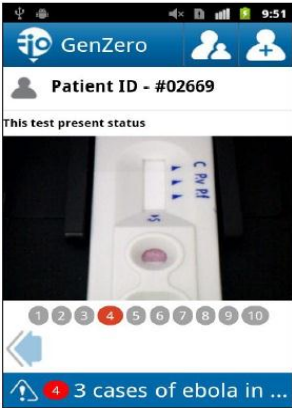 9:51
fio GenZero
Patient ID - #02669
This test present status
C Pv Pf
S
1 2 3 4 5 6 7 8 9 10
4 3 cases of ebola in ...